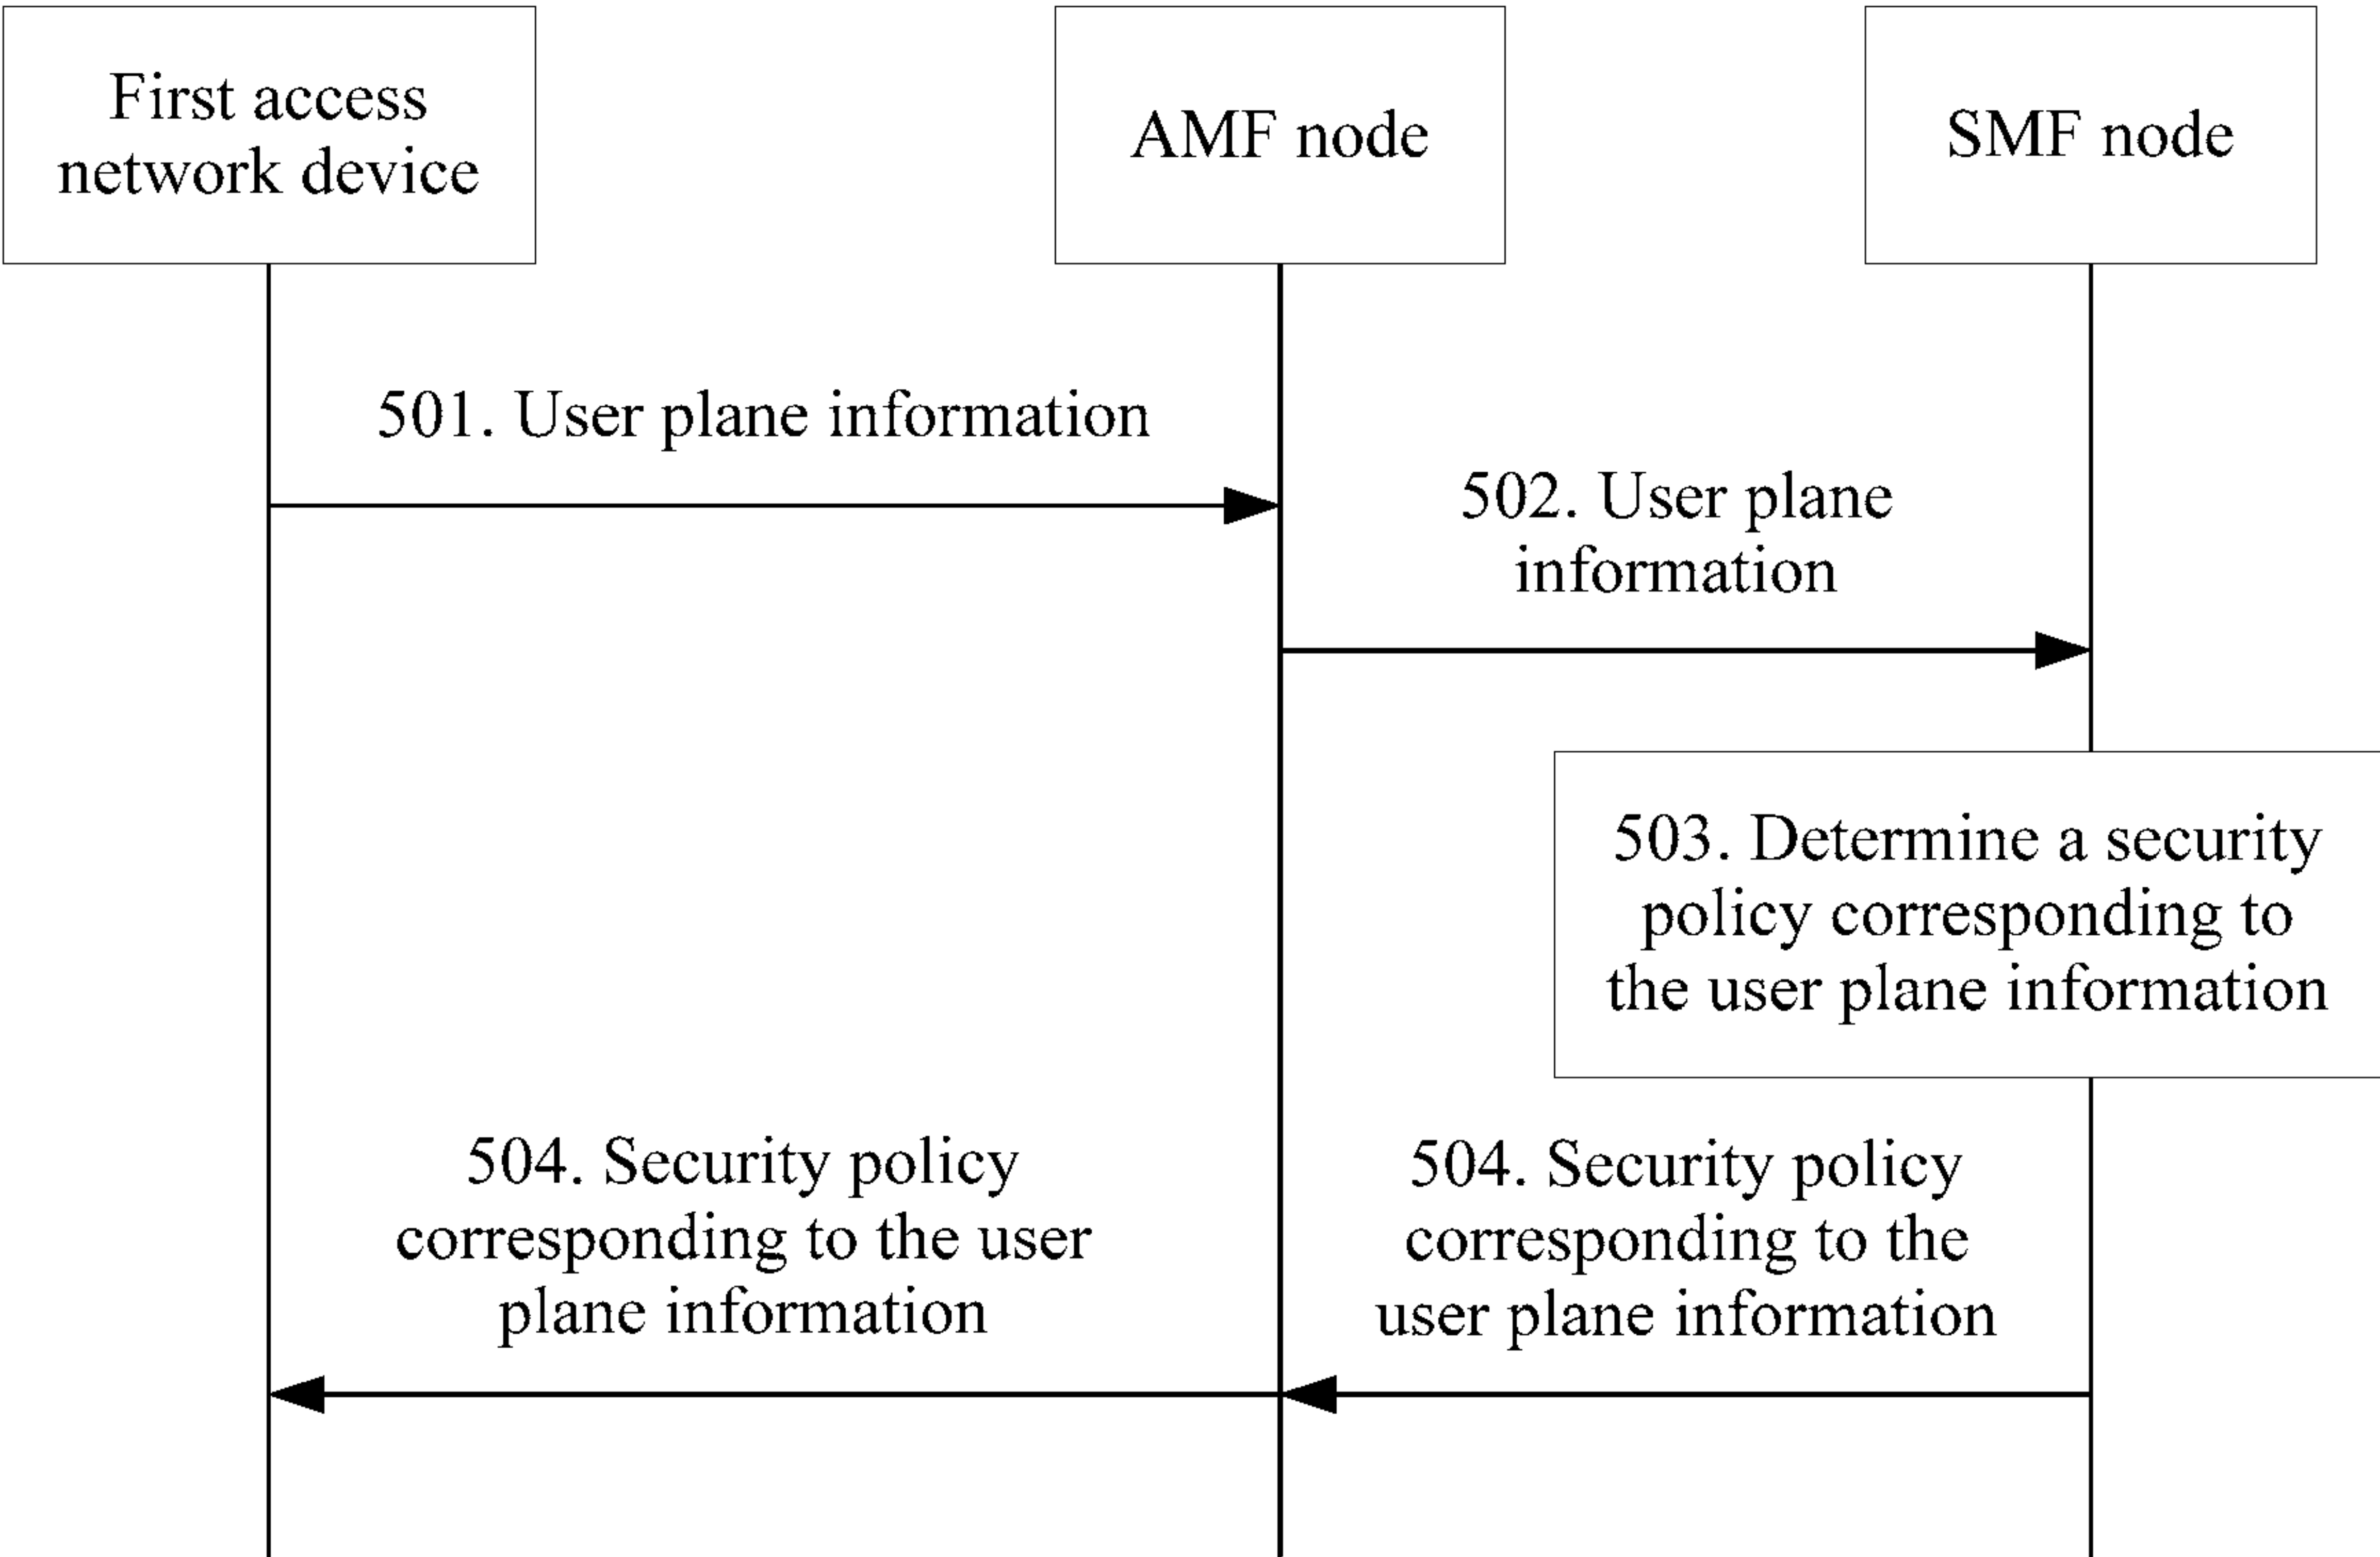 First access
network device
AMF node
SMF node
501. User plane information
502. User plane
information
503. Determine a security
policy corresponding to
the user plane information
504. Security policy
corresponding to the user
plane information
504. Security policy
corresponding to the
user plane information